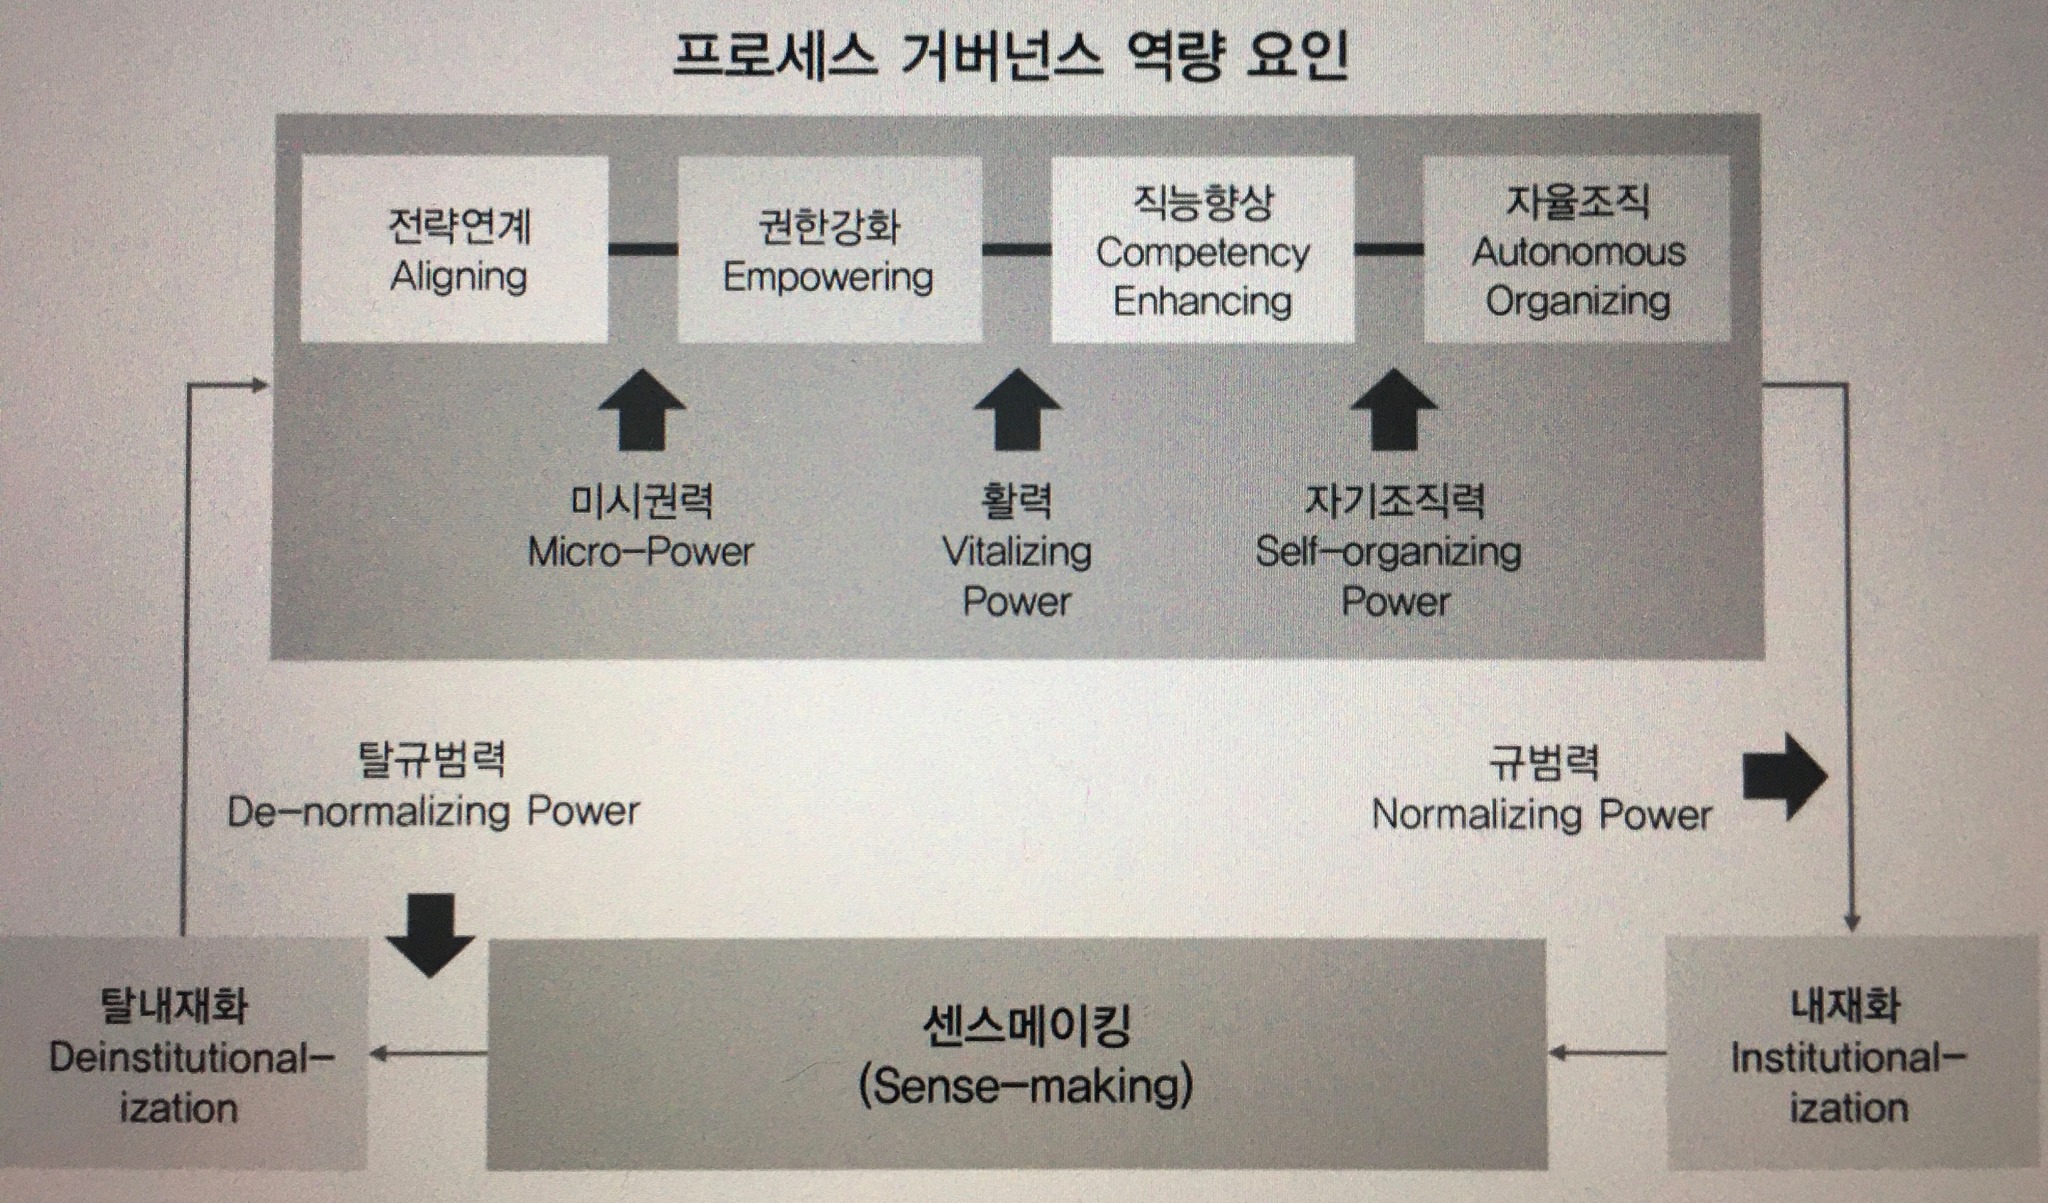 프로세스 거버넌스 역량 요인
전략연계
Aligning
권한강화
Empowering
직능향상
Competency
Enhancing
자율조직
Autonomous
Organizing
미시권력
Micro-Power
활력
Vitalizing
Power
자기조직력
Self-organizing
Power
탈규범력
De-normalizing Power
규범력
Normalizing Power
탈내재화
Deinstitutional-
ization
센스메이킹
(Sense-making)
내재화
Institutional-
ization